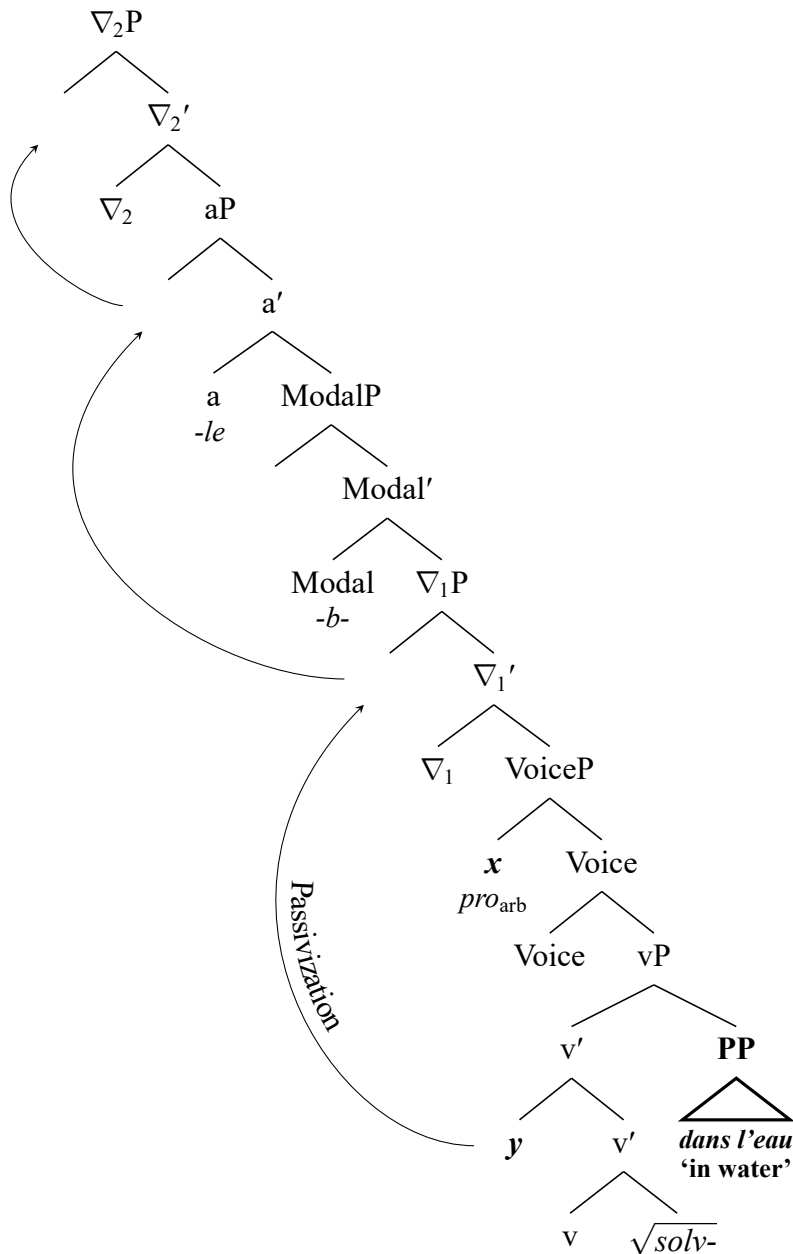 ∇₂P
∇₂′
∇₂ aP
a′
a ModalP
-le
Modal′
Modal ∇₁P
-b-
∇₁′
∇₁ VoiceP
x Voice
pro_arb
Voice vP
Passivization
v′ PP
y v′ dans l'eau
'in water'
v √solv-